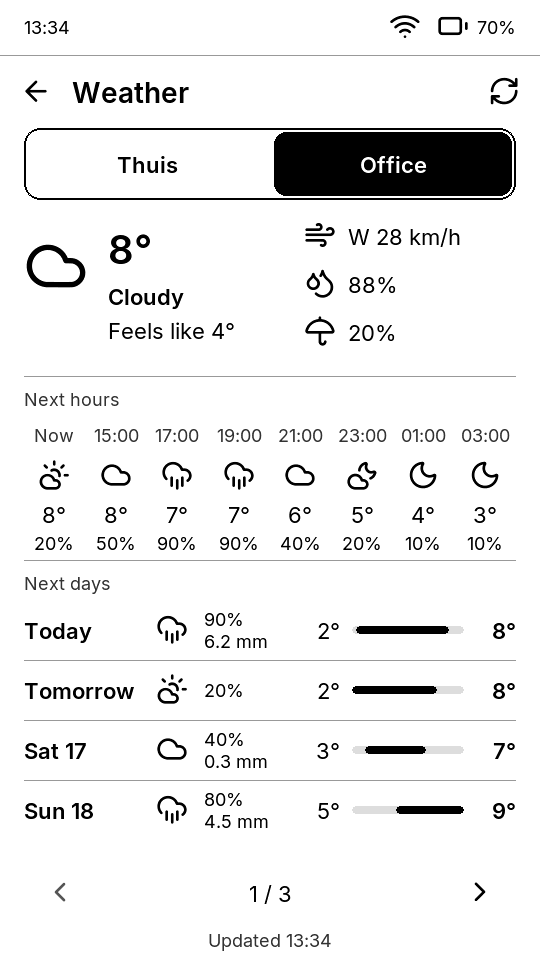 13:34 70%
Weather
Thuis Office
8° W 28 km/h
Cloudy 88%
Feels like 4° 20%
Next hours
Now 15:00 17:00 19:00 21:00 23:00 01:00 03:00
8° 8° 7° 7° 6° 5° 4° 3°
20% 50% 90% 90% 40% 20% 10% 10%
Next days
Today 90% 6.2 mm 2° 8°
Tomorrow 20% 2° 8°
Sat 17 40% 0.3 mm 3° 7°
Sun 18 80% 4.5 mm 5° 9°
1 / 3
Updated 13:34